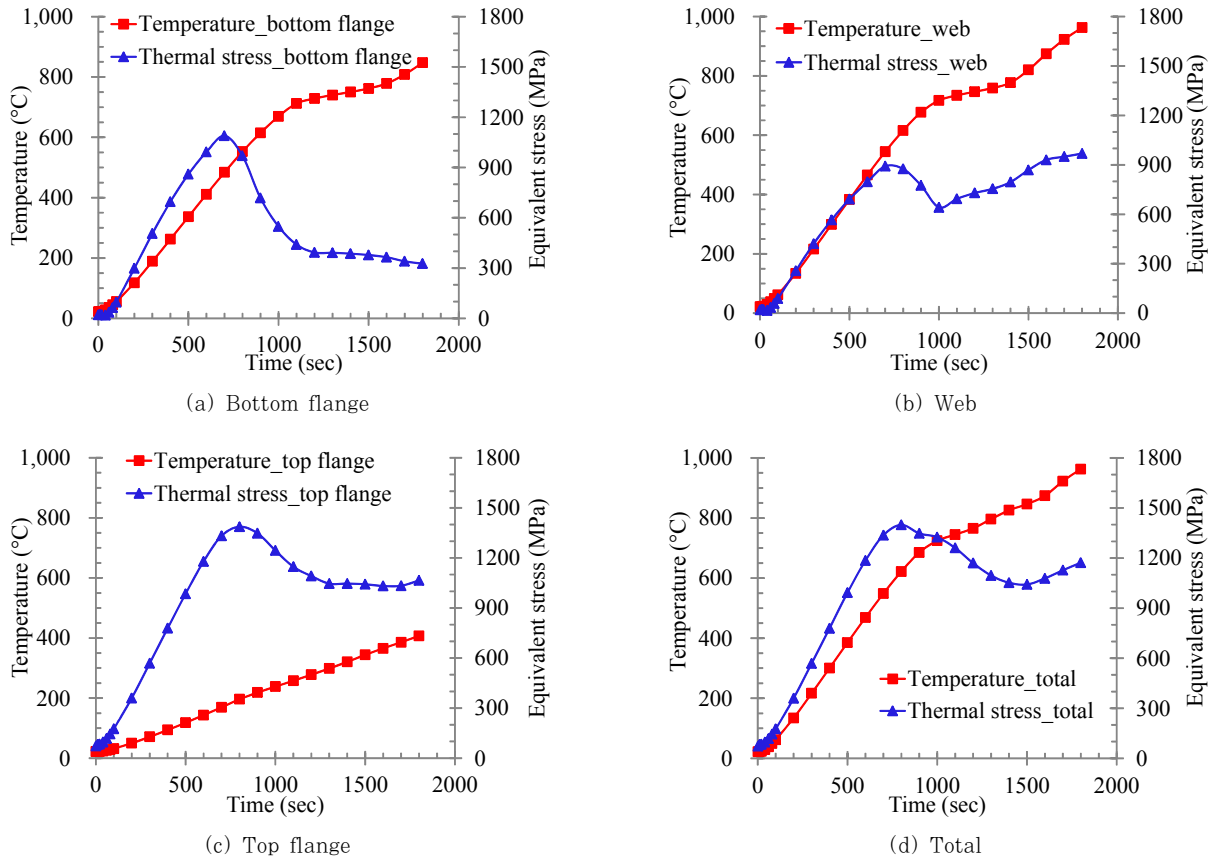 1,000
800
600
400
200
0
Temperature (°C)
Temperature_bottom flange
Thermal stress_bottom flange
1800
1500
1200
900
600
300
0
Equivalent stress (MPa)
0 500 1000 1500 2000
Time (sec)
(a) Bottom flange
1,000
800
600
400
200
0
Temperature (°C)
Temperature_web
Thermal stress_web
1800
1500
1200
900
600
300
0
Equivalent stress (MPa)
0 500 1000 1500 2000
Time (sec)
(b) Web
1,000
800
600
400
200
0
Temperature (°C)
Temperature_top flange
Thermal stress_top flange
1800
1500
1200
900
600
300
0
Equivalent stress (MPa)
0 500 1000 1500 2000
Time (sec)
(c) Top flange
1,000
800
600
400
200
0
Temperature (°C)
Temperature_total
Thermal stress_total
1800
1500
1200
900
600
300
0
Equivalent stress (MPa)
0 500 1000 1500 2000
Time (sec)
(d) Total